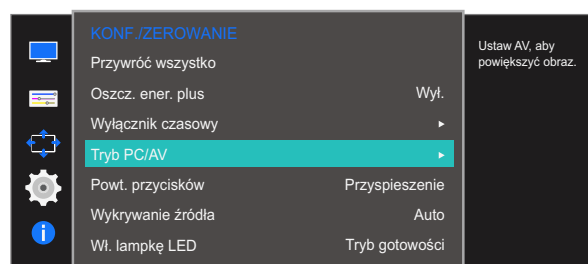 KONF./ZEROWANIE
Przywróć wszystko
Oszcz. ener. plus Wył.
Wyłącznik czasowy
Tryb PC/AV
Powt. przycisków Przyspieszenie
Wykrywanie źródła Auto
Wł. lampkę LED Tryb gotowości
Ustaw AV, aby
powiększyć obraz.